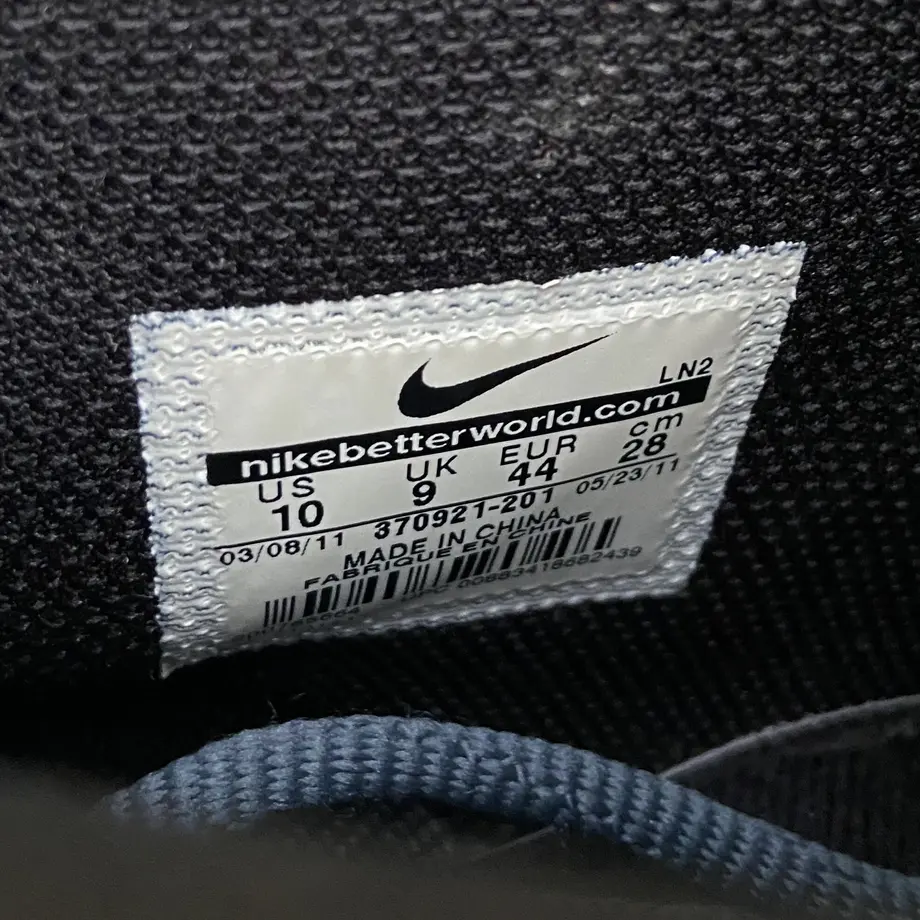 LN2
nikebetterworld.com
US UK EUR cm
10 9 44 28
03/08/11 370921-201 05/23/11
MADE IN CHINA
FABRIQUE EN CHINE
00883418682439